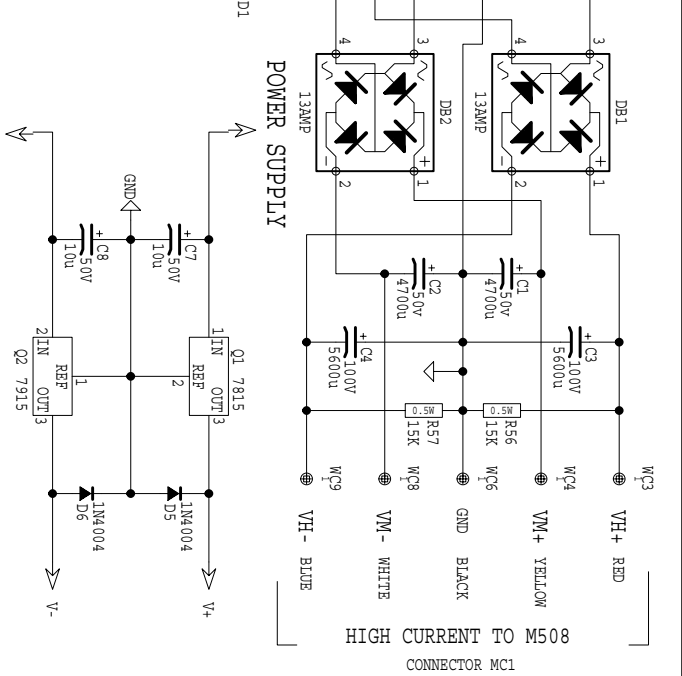 D1
4
3
4
3
DB2
DB1
13AMP
13AMP
2
1
2
1
POWER SUPPLY
GND
+
C8
50V
10u
+
C7
50V
10u
+
C2
50v
4700u
+
C1
50v
4700u
+
C4
100V
5600u
+
C3
100V
5600u
2
IN
REF
OUT
1
3
Q2 7915
1
IN
REF
OUT
2
3
Q1 7815
0.5W
R57
15K
0.5W
R56
15K
1N4004
D6
1N4004
D5
V-
V+
WC9
WC8
WC6
WC4
WC3
VH- BLUE
VM- WHITE
GND BLACK
VM+ YELLOW
VH+ RED
HIGH CURRENT TO M508
CONNECTOR MC1